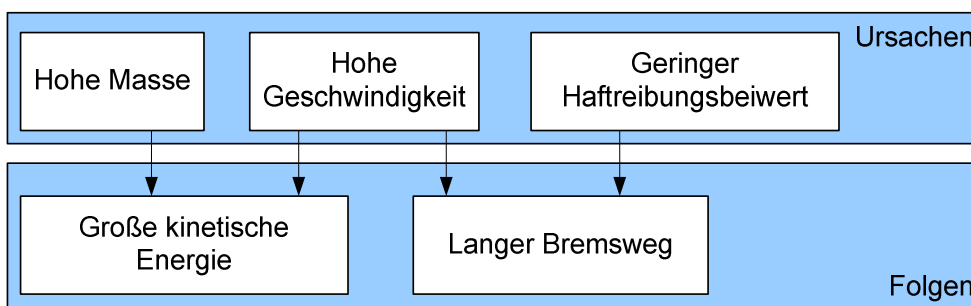 Ursachen
Hohe Masse
Hohe
Geschwindigkeit
Geringer
Haftreibungsbeiwert
Große kinetische
Energie
Langer Bremsweg
Folgen